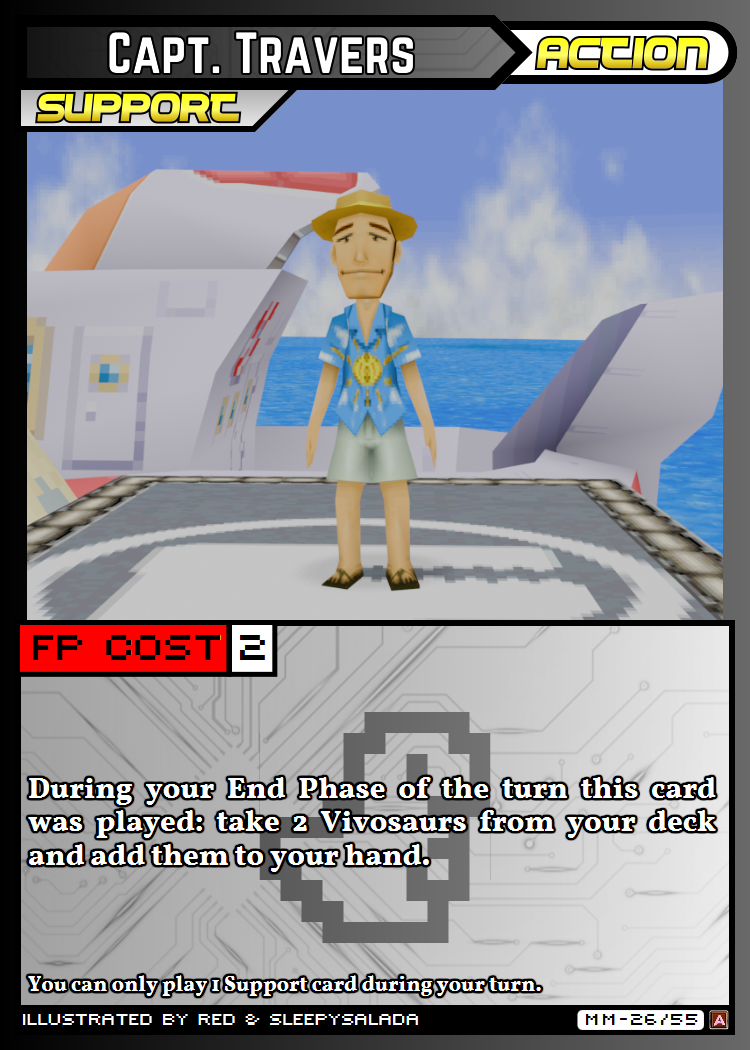 CAPT. TRAVERS
ACTION
SUPPORT
FP COST 2
During your End Phase of the turn this card
was played: take 2 Vivosaurs from your deck
and add them to your hand.
You can only play 1 Support card during your turn.
ILLUSTRATED BY RED & SLEEPYSALADA
MM-26/55 A